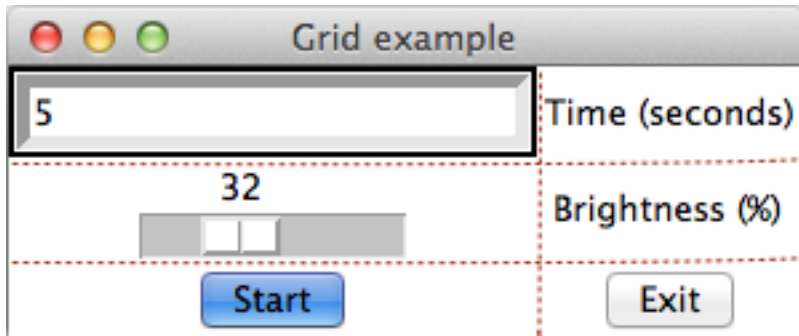 Grid example
5
Time (seconds)
32
Brightness (%)
Start
Exit